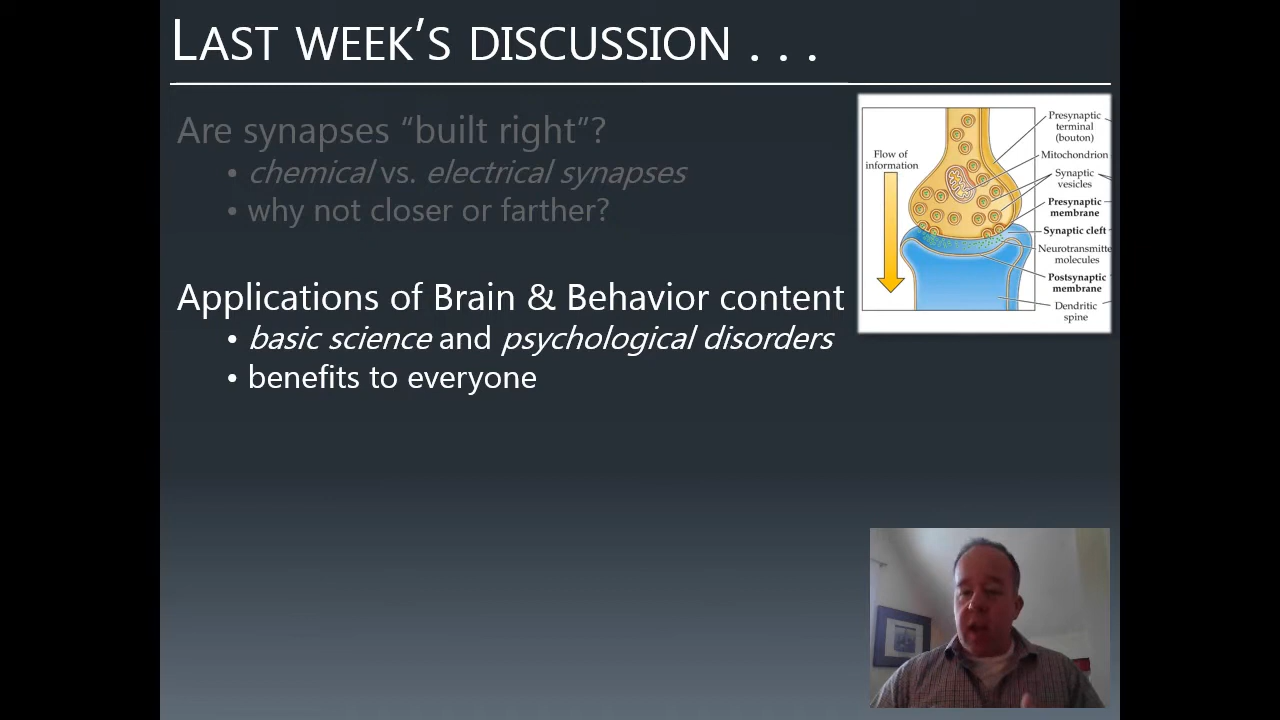 LAST WEEK’S DISCUSSION . . .
Are synapses “built right”?
• chemical vs. electrical synapses
• why not closer or farther?
Applications of Brain & Behavior content
• basic science and psychological disorders
• benefits to everyone
Flow of
information
Presynaptic
terminal
(bouton)
Mitochondrion
Synaptic
vesicles
Presynaptic
membrane
Synaptic cleft
Neurotransmitte
molecules
Postsynaptic
membrane
Dendritic
spine